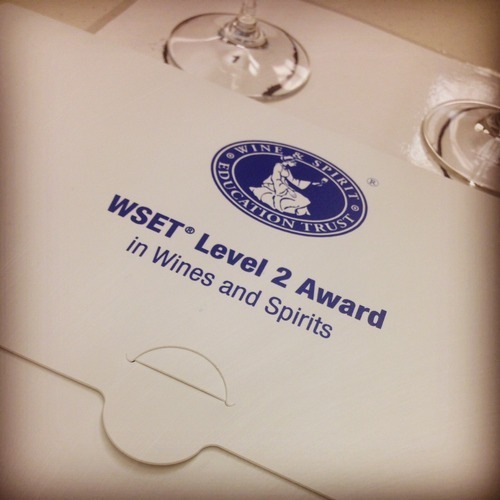 WINE & SPIRIT
EDUCATION TRUST
®
WSET® Level 2 Award
in Wines and Spirits